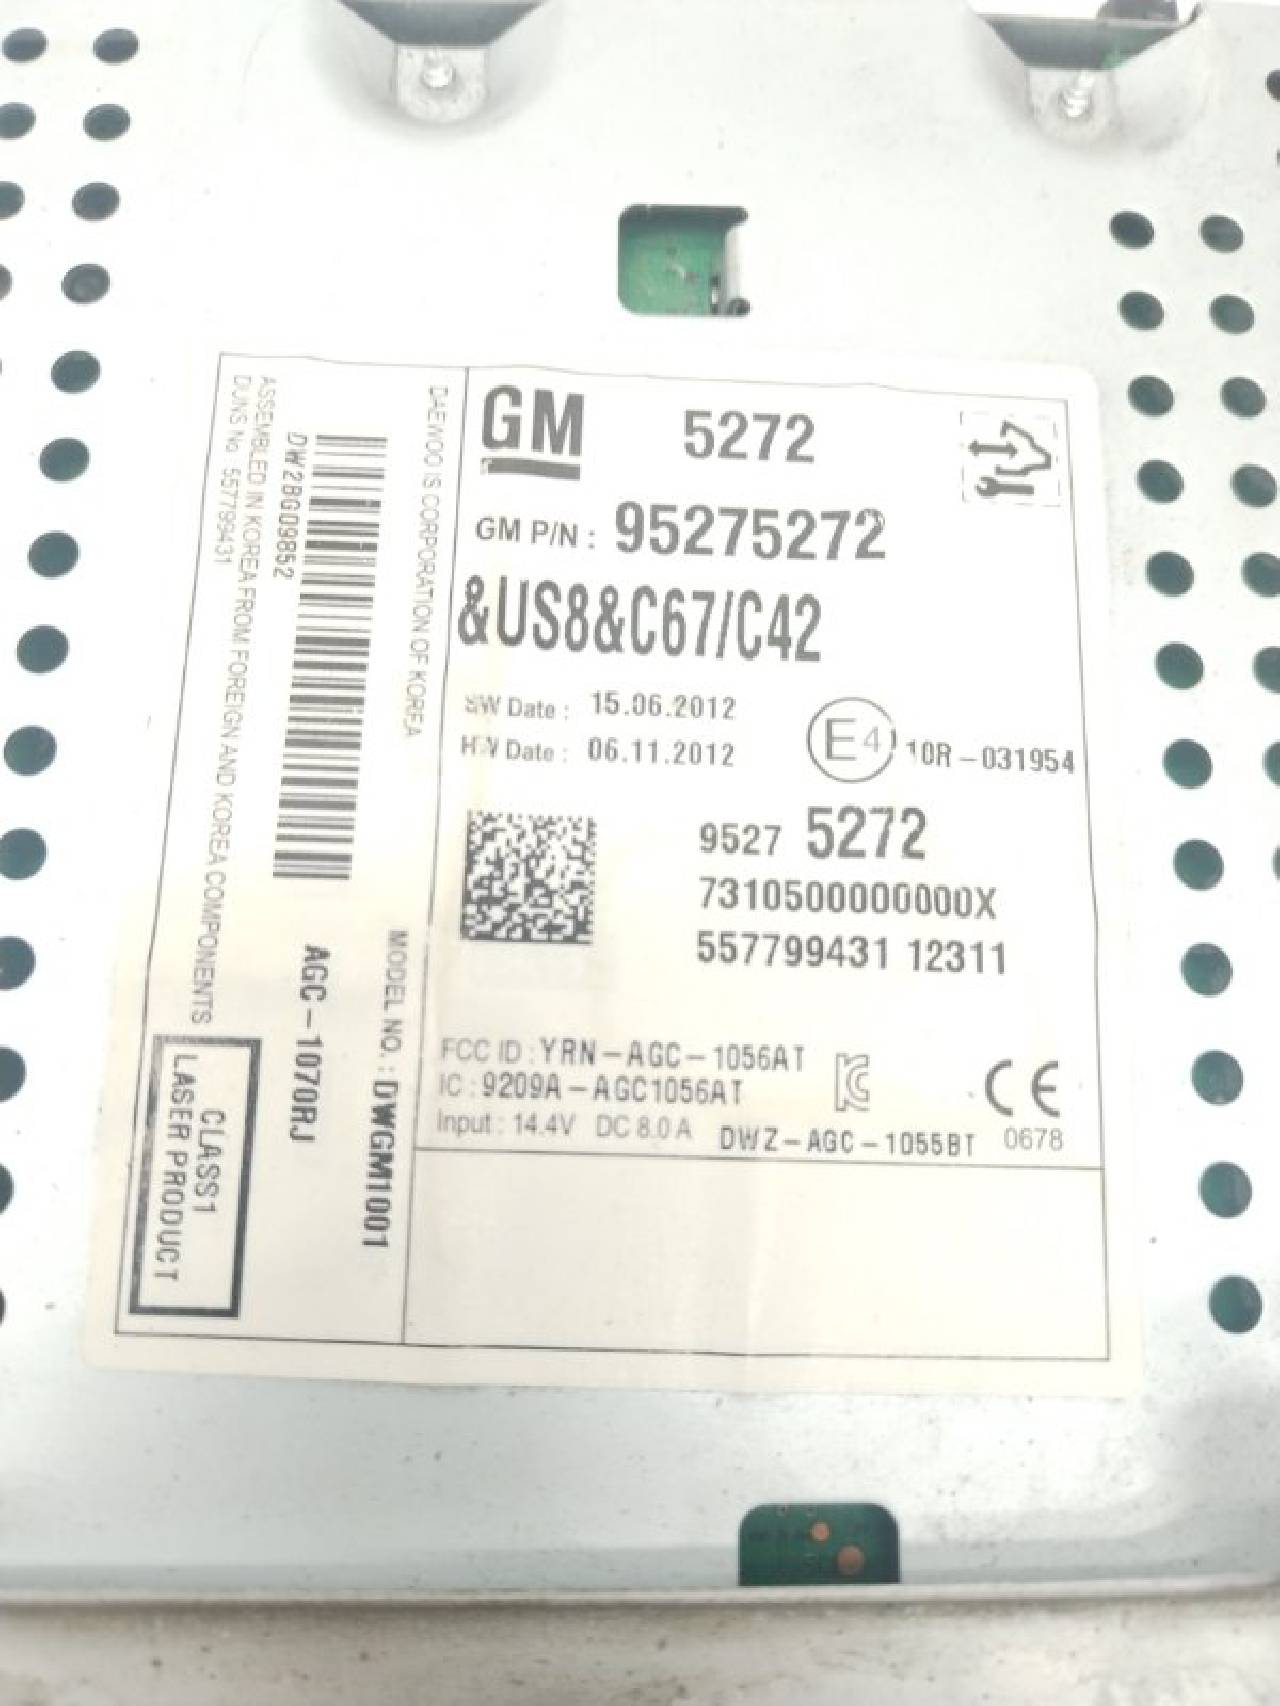 GM 5272
GM P/N : 95275272
&US8&C67/C42
SW Date : 15.06.2012
HW Date : 06.11.2012
E4 10R-031954
9527 5272
7310500000000X
557799431 12311
FCC ID : YRN-AGC-1056AT
IC : 9209A-AGC1056AT
Input : 14.4V DC 8.0 A
DWZ-AGC-1055BT
CE 0678
DAEWOO IS CORPORATION OF KOREA
MODEL NO. : DWGM1001
DW2BG09852
AGC-1070RJ
ASSEMBLED IN KOREA FROM FOREIGN AND KOREA COMPONENTS
DUNS No. 557799431
CLASS1
LASER PRODUCT